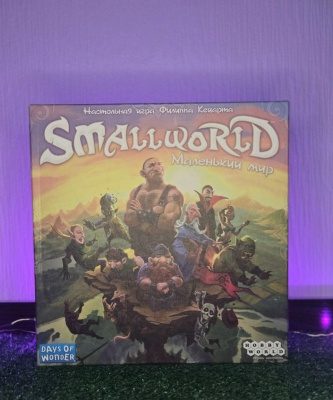 Настольная игра Филиппа Кейарта
SMALLWORLD
Маленький мир
DAYS OF
WONDER
HOBBY
WORLD